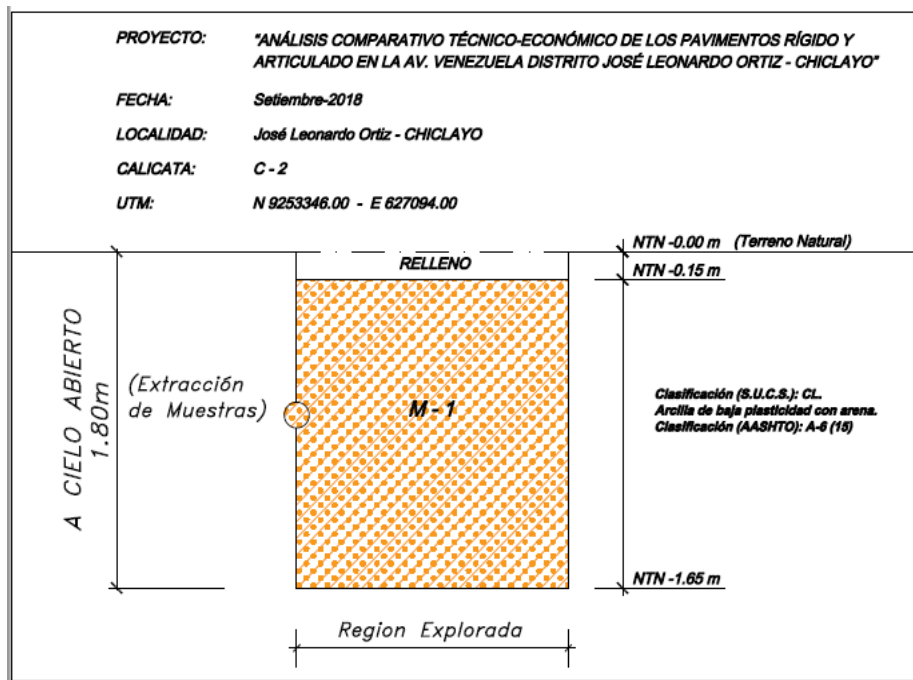 PROYECTO: "ANÁLISIS COMPARATIVO TÉCNICO-ECONÓMICO DE LOS PAVIMENTOS RÍGIDO Y
ARTICULADO EN LA AV. VENEZUELA DISTRITO JOSÉ LEONARDO ORTIZ - CHICLAYO"
FECHA: Setiembre-2018
LOCALIDAD: José Leonardo Ortiz - CHICLAYO
CALICATA: C - 2
UTM: N 9253346.00 - E 627094.00
NTN -0.00 m (Terreno Natural)
RELLENO
NTN -0.15 m
A CIELO ABIERTO
1.80m
(Extracción
de Muestras)
M - 1
Clasificación (S.U.C.S.): CL.
Arcilla de baja plasticidad con arena.
Clasificación (AASHTO): A-6 (15)
NTN -1.65 m
Region Explorada